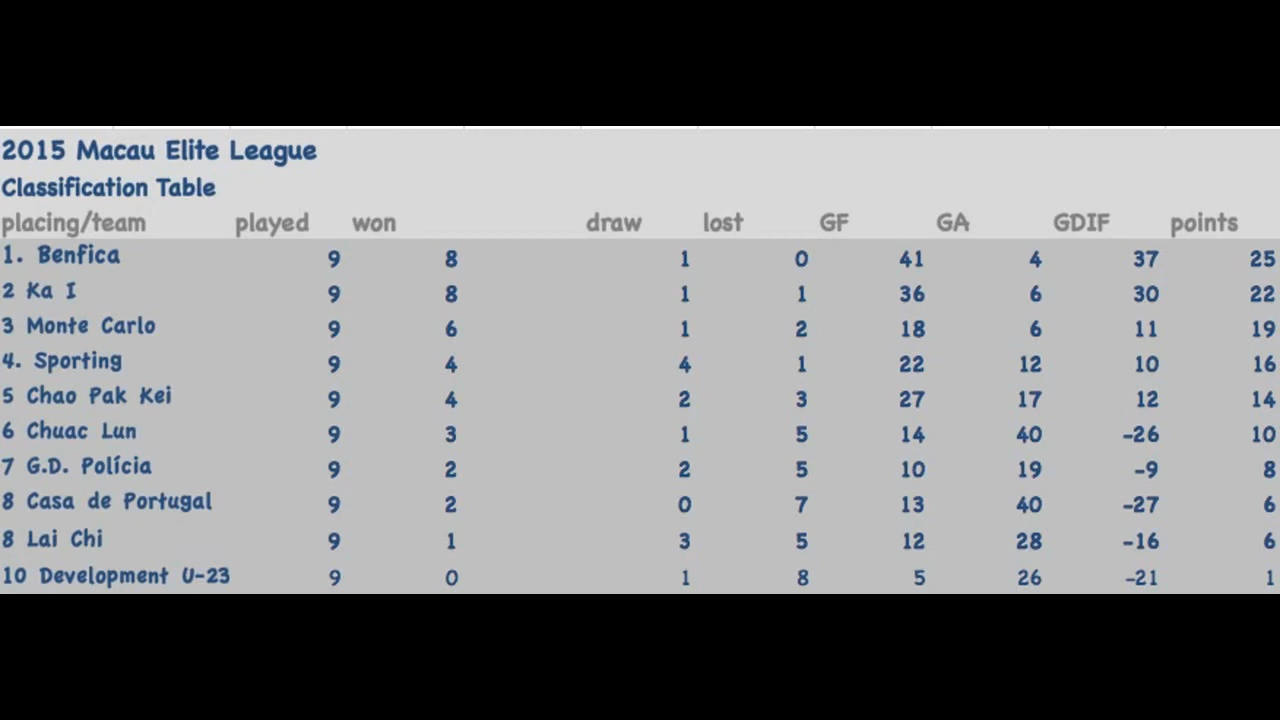 2015 Macau Elite League
Classification Table
placing/team played won draw lost GF GA GDIF points
1. Benfica 9 8 1 0 41 4 37 25
2 Ka I 9 8 1 1 36 6 30 22
3 Monte Carlo 9 6 1 2 18 6 11 19
4. Sporting 9 4 4 1 22 12 10 16
5 Chao Pak Kei 9 4 2 3 27 17 12 14
6 Chuac Lun 9 3 1 5 14 40 -26 10
7 G.D. Polícia 9 2 2 5 10 19 -9 8
8 Casa de Portugal 9 2 0 7 13 40 -27 6
8 Lai Chi 9 1 3 5 12 28 -16 6
10 Development U-23 9 0 1 8 5 26 -21 1